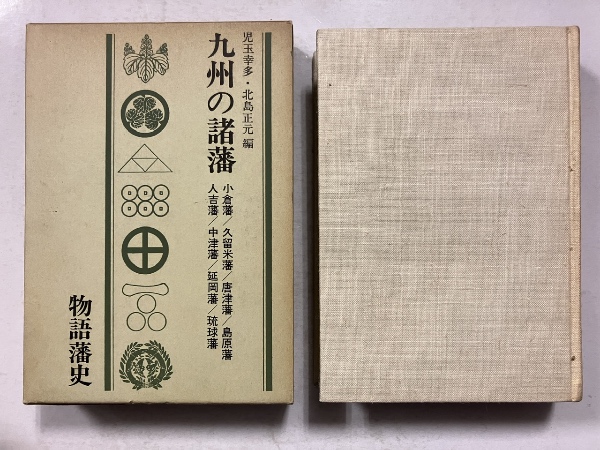 児玉幸多・北島正元 編
九州の諸藩
小倉藩／久留米藩／唐津藩／島原藩
人吉藩／中津藩／延岡藩／琉球藩
物語藩史